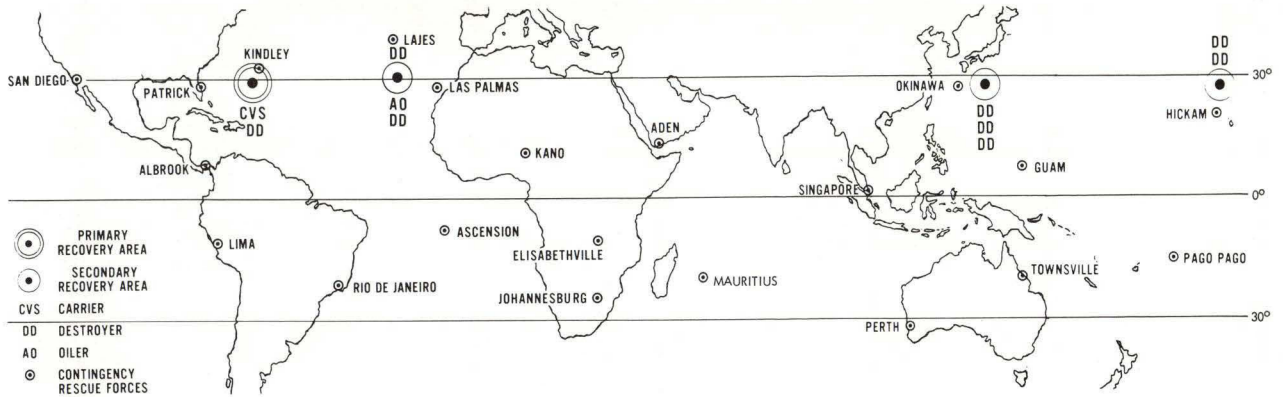 KINDLEY
LAJES
DD
DD
DD
SAN DIEGO
PATRICK
LAS PALMAS
OKINAWA
30°
CVS
DD
AO
DD
HICKAM
DD
DD
DD
ADEN
ALBROOK
KANO
GUAM
SINGAPORE
0°
PRIMARY
RECOVERY AREA
LIMA
ASCENSION
ELISABETHVILLE
PAGO PAGO
SECONDARY
RECOVERY AREA
TOWNSVILLE
MAURITIUS
RIO DE JANEIRO
JOHANNESBURG
CVS CARRIER
30°
DD DESTROYER
PERTH
AO OILER
CONTINGENCY
RESCUE FORCES